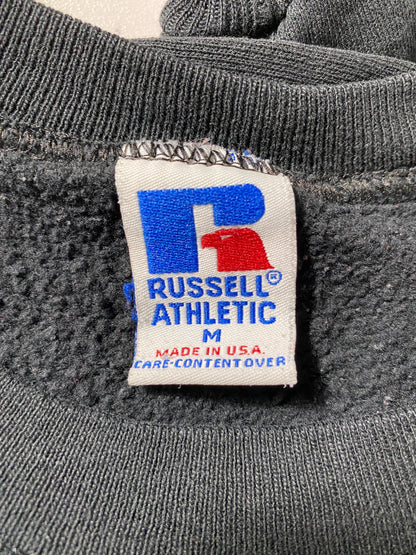 R
RUSSELL®
ATHLETIC
M
MADE IN U.S.A.
CARE-CONTENT OVER